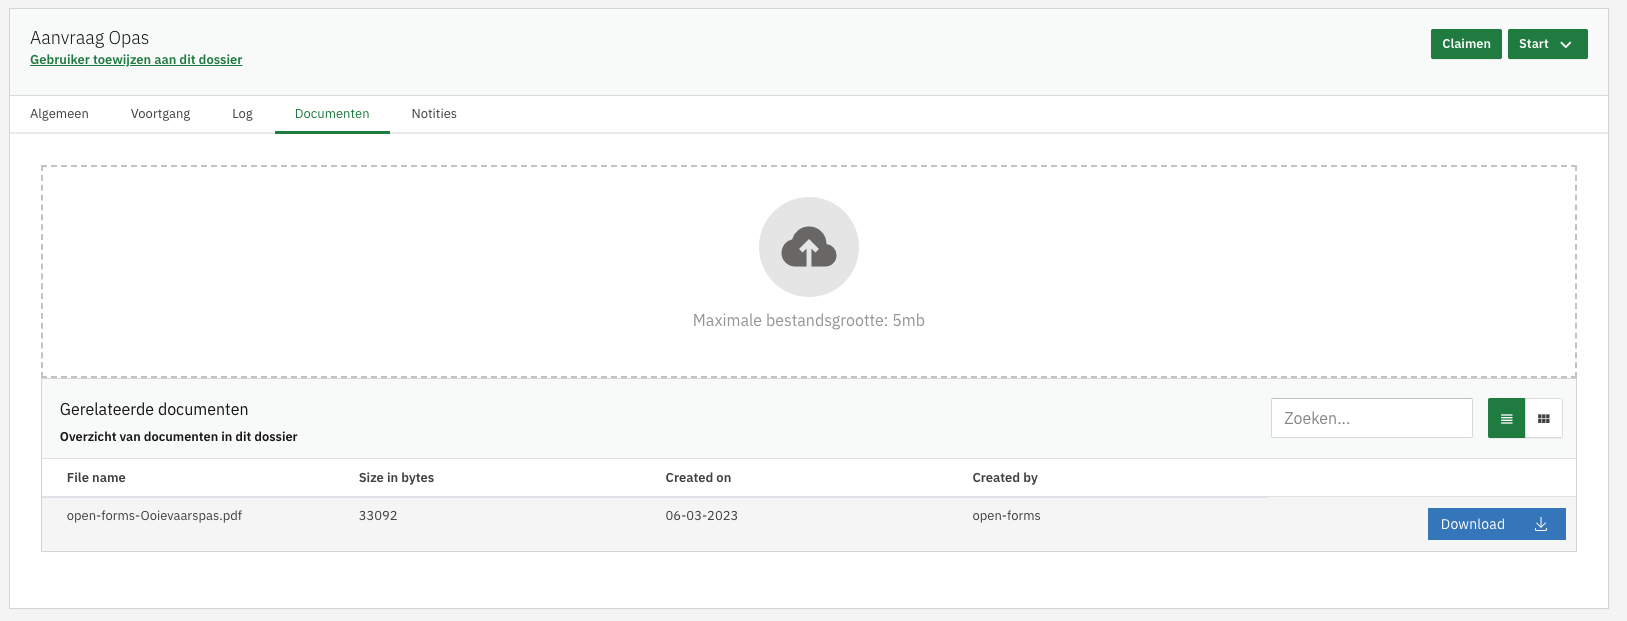 Aanvraag Opas
Gebruiker toewijzen aan dit dossier
Claimen
Start
Algemeen
Voortgang
Log
Documenten
Notities
Maximale bestandsgrootte: 5mb
Gerelateerde documenten
Overzicht van documenten in dit dossier
Zoeken...
File name
Size in bytes
Created on
Created by
open-forms-Ooievaarspas.pdf
33092
06-03-2023
open-forms
Download